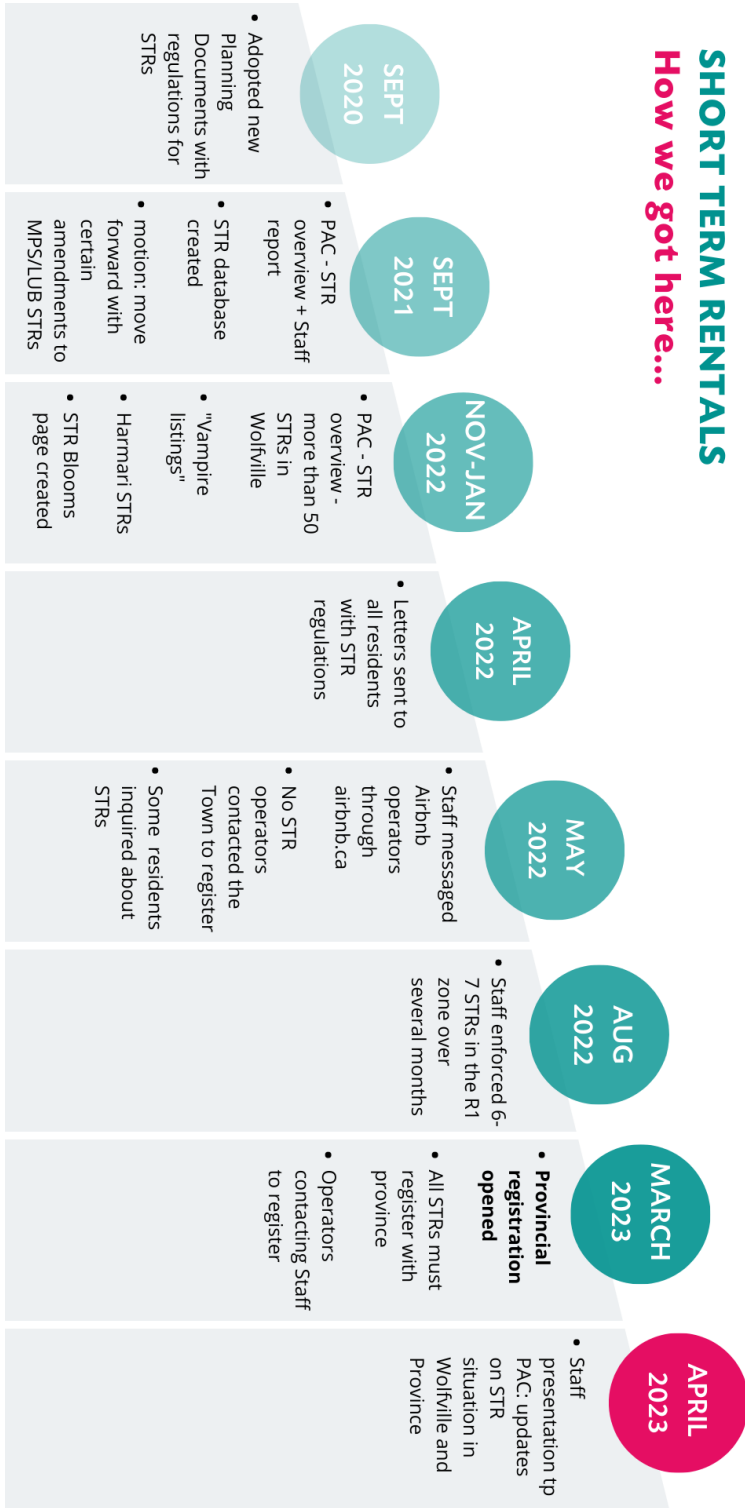 SHORT TERM RENTALS
How we got here...
SEPT
2020
• Adopted new
Planning
Documents with
regulations for
STRs
SEPT
2021
• PAC - STR
overview + Staff
report
• STR database
created
• motion: move
forward with
certain
amendments to
MPS/LUB STRs
NOV-JAN
2022
• PAC - STR
overview -
more than 50
STRs in
Wolfville
• "Vampire
listings"
• Harmari STRs
• STR Blooms
page created
APRIL
2022
• Letters sent to
all residents
with STR
regulations
MAY
2022
• Staff messaged
Airbnb
operators
through
airbnb.ca
• No STR
operators
contacted the
Town to register
• Some residents
inquired about
STRs
AUG
2022
• Staff enforced 6-
7 STRs in the R1
zone over
several months
MARCH
2023
• Provincial
registration
opened
• All STRs must
register with
province
• Operators
contacting Staff
to register
APRIL
2023
• Staff
presentation tp
PAC: updates
on STR
situation in
Wolfville and
Province